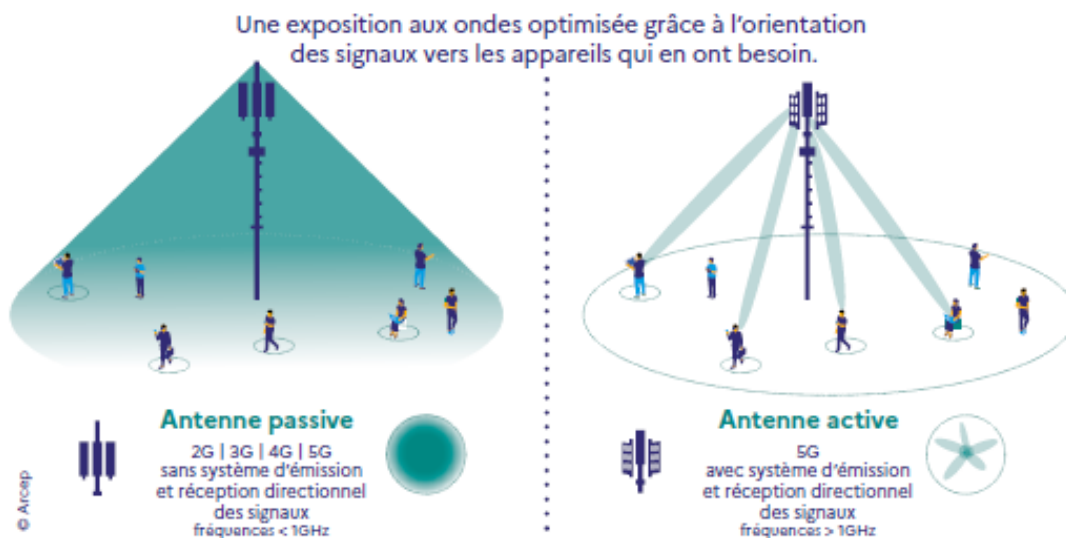 Une exposition aux ondes optimisée grâce à l'orientation
des signaux vers les appareils qui en ont besoin.
Antenne passive
2G | 3G | 4G | 5G
sans système d'émission
et réception directionnel
des signaux
fréquences < 1GHz
Antenne active
5G
avec système d'émission
et réception directionnel
des signaux
fréquences > 1GHz
© Arcep